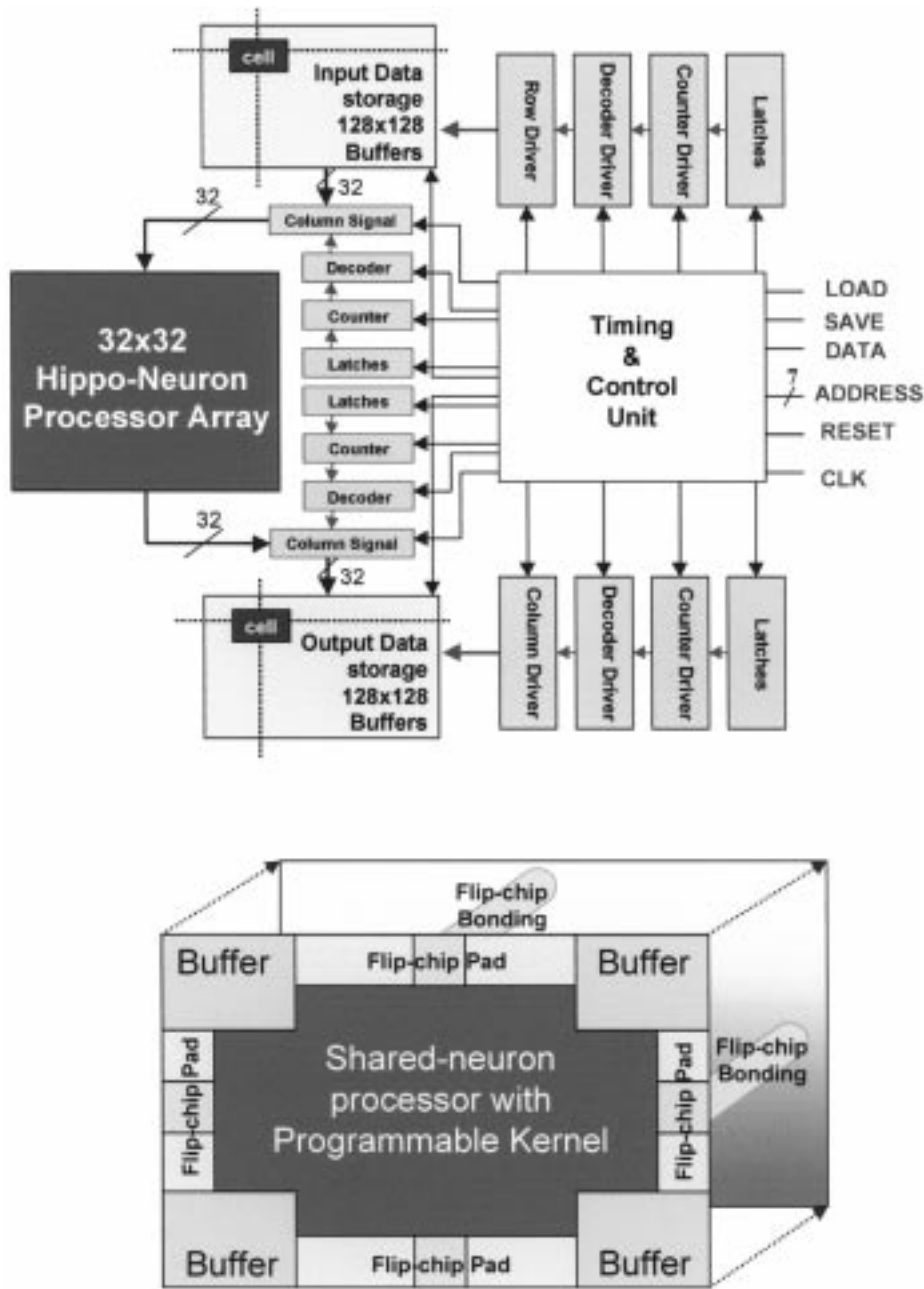 cell
Input Data
storage
128x128
Buffers
Row Driver
Decoder Driver
Counter Driver
Latches
32
32
Column Signal
Decoder
Counter
Latches
Latches
Counter
Decoder
Column Signal
32x32
Hippo-Neuron
Processor Array
Timing
&
Control
Unit
LOAD
SAVE
DATA
7
ADDRESS
RESET
CLK
32
32
cell
Output Data
storage
128x128
Buffers
Column Driver
Decoder Driver
Counter Driver
Latches
Flip-chip
Bonding
Buffer
Flip-chip Pad
Buffer
Flip-chip Pad
Shared-neuron
processor with
Programmable Kernel
Flip-chip Pad
Flip-chip
Bonding
Buffer
Flip-chip Pad
Buffer